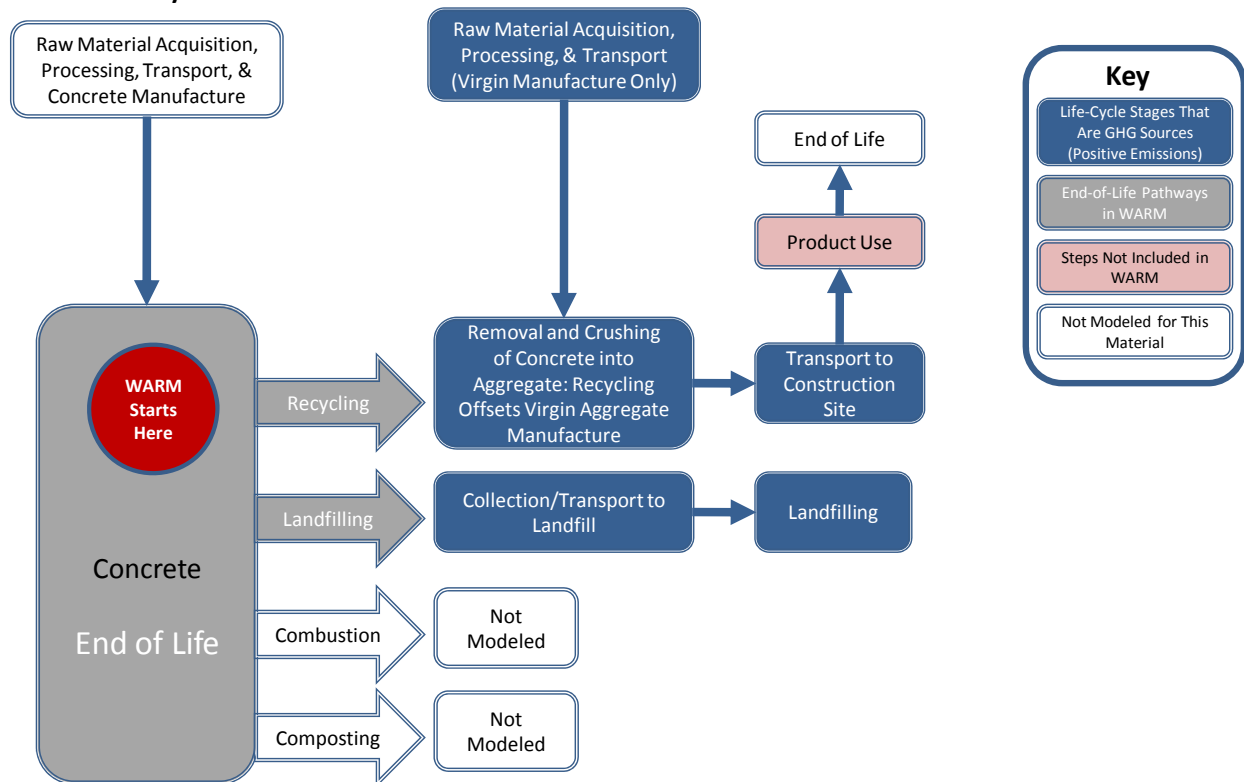 Raw Material Acquisition,
Processing, Transport, &
Concrete Manufacture
Raw Material Acquisition,
Processing, & Transport
(Virgin Manufacture Only)
Key
Life-Cycle Stages That
Are GHG Sources
(Positive Emissions)
End-of-Life Pathways
in WARM
Steps Not Included in
WARM
Not Modeled for This
Material
End of Life
Product Use
WARM
Starts
Here
Concrete
End of Life
Recycling
Removal and Crushing
of Concrete into
Aggregate: Recycling
Offsets Virgin Aggregate
Manufacture
Transport to
Construction
Site
Landfilling
Collection/Transport to
Landfill
Landfilling
Combustion
Not
Modeled
Composting
Not
Modeled